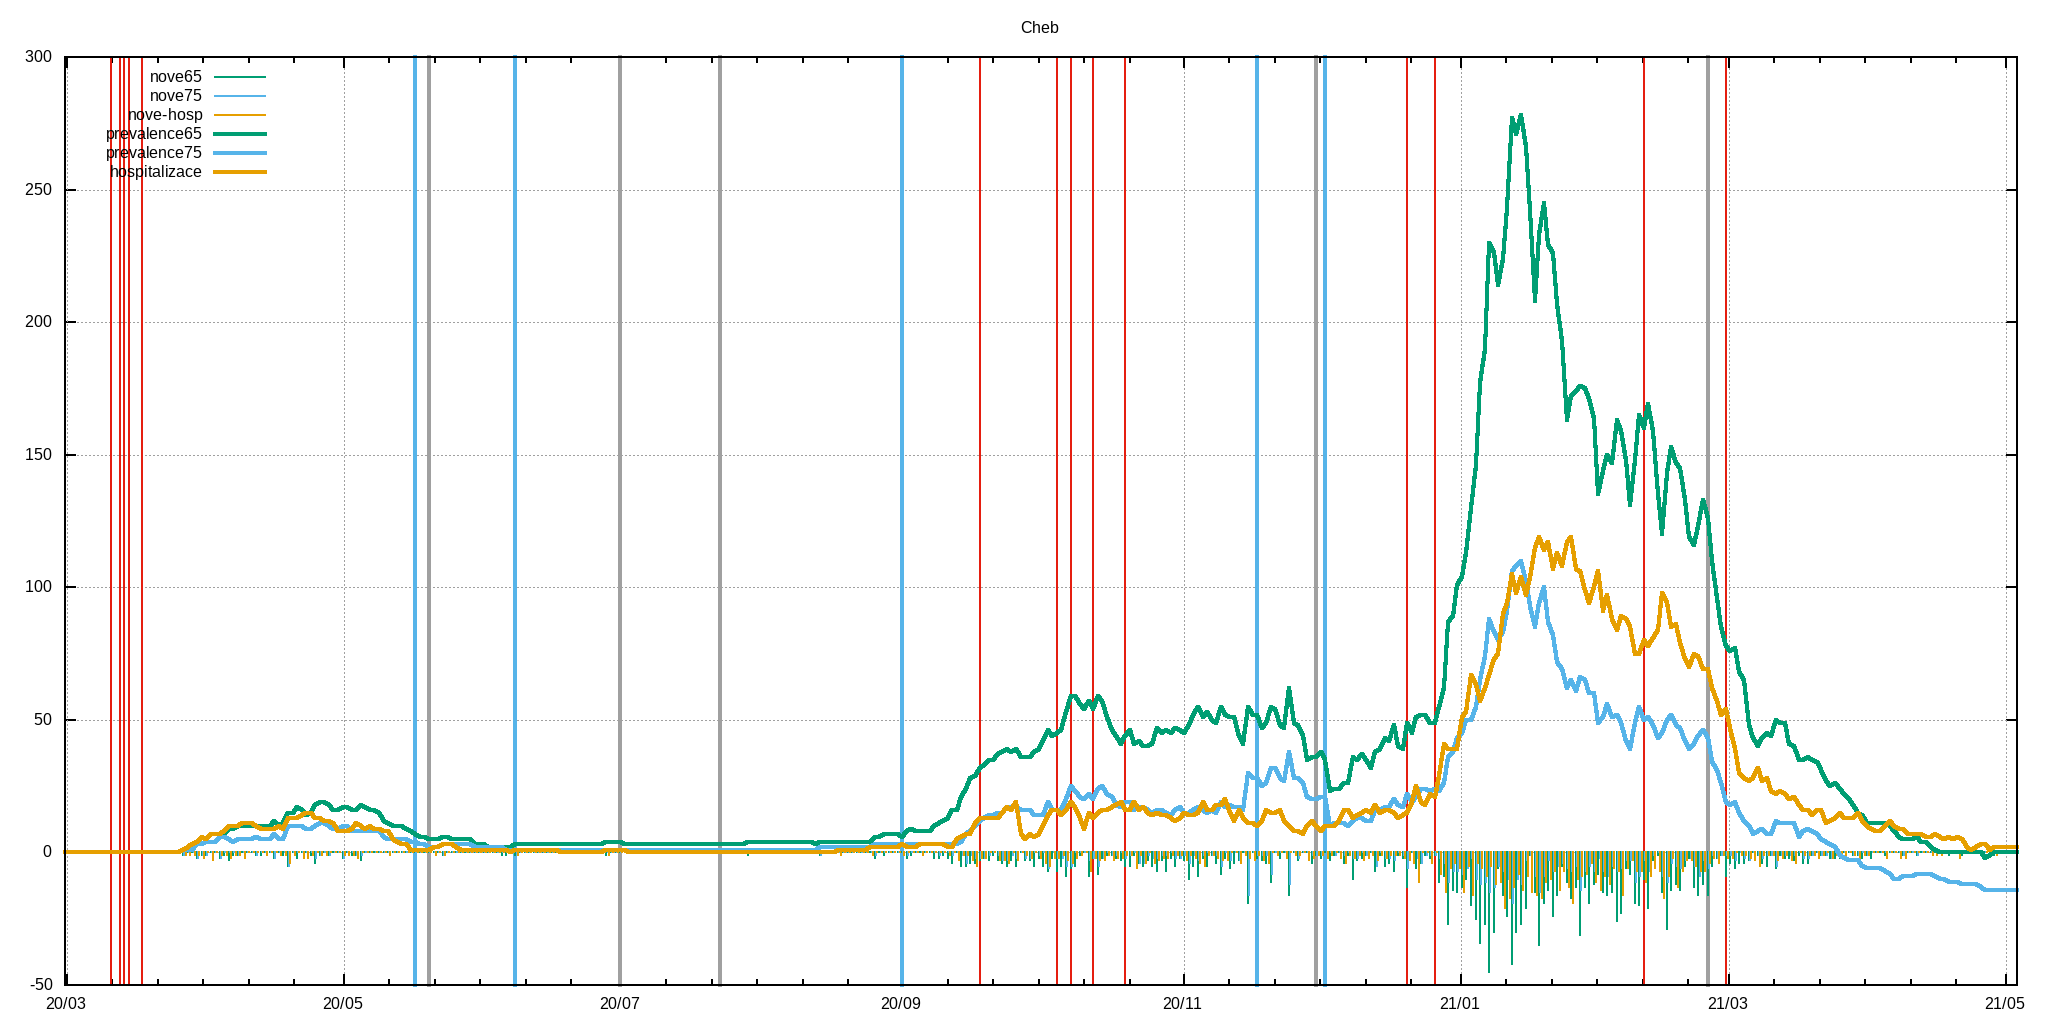 Cheb
300
250
200
150
100
50
0
-50
nove65
nove75
nove-hosp
prevalence65
prevalence75
hospitalizace
20/03 20/05 20/07 20/09 20/11 21/01 21/03 21/05